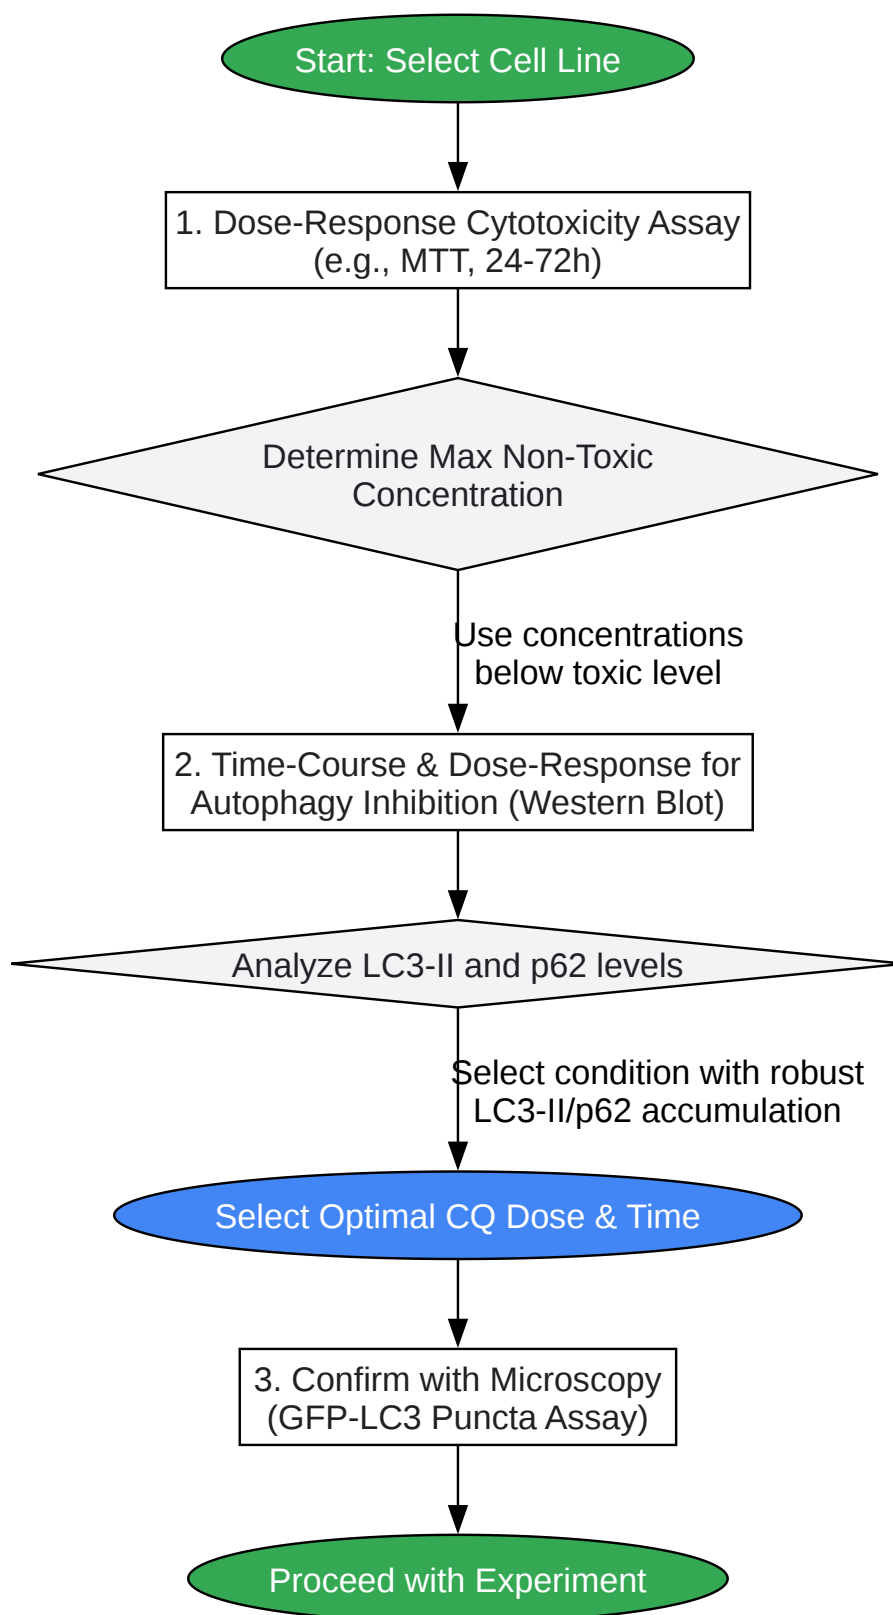 Start: Select Cell Line
1. Dose-Response Cytotoxicity Assay
(e.g., MTT, 24-72h)
Determine Max Non-Toxic
Concentration
Use concentrations
below toxic level
2. Time-Course & Dose-Response for
Autophagy Inhibition (Western Blot)
Analyze LC3-II and p62 levels
Select condition with robust
LC3-II/p62 accumulation
Select Optimal CQ Dose & Time
3. Confirm with Microscopy
(GFP-LC3 Puncta Assay)
Proceed with Experiment